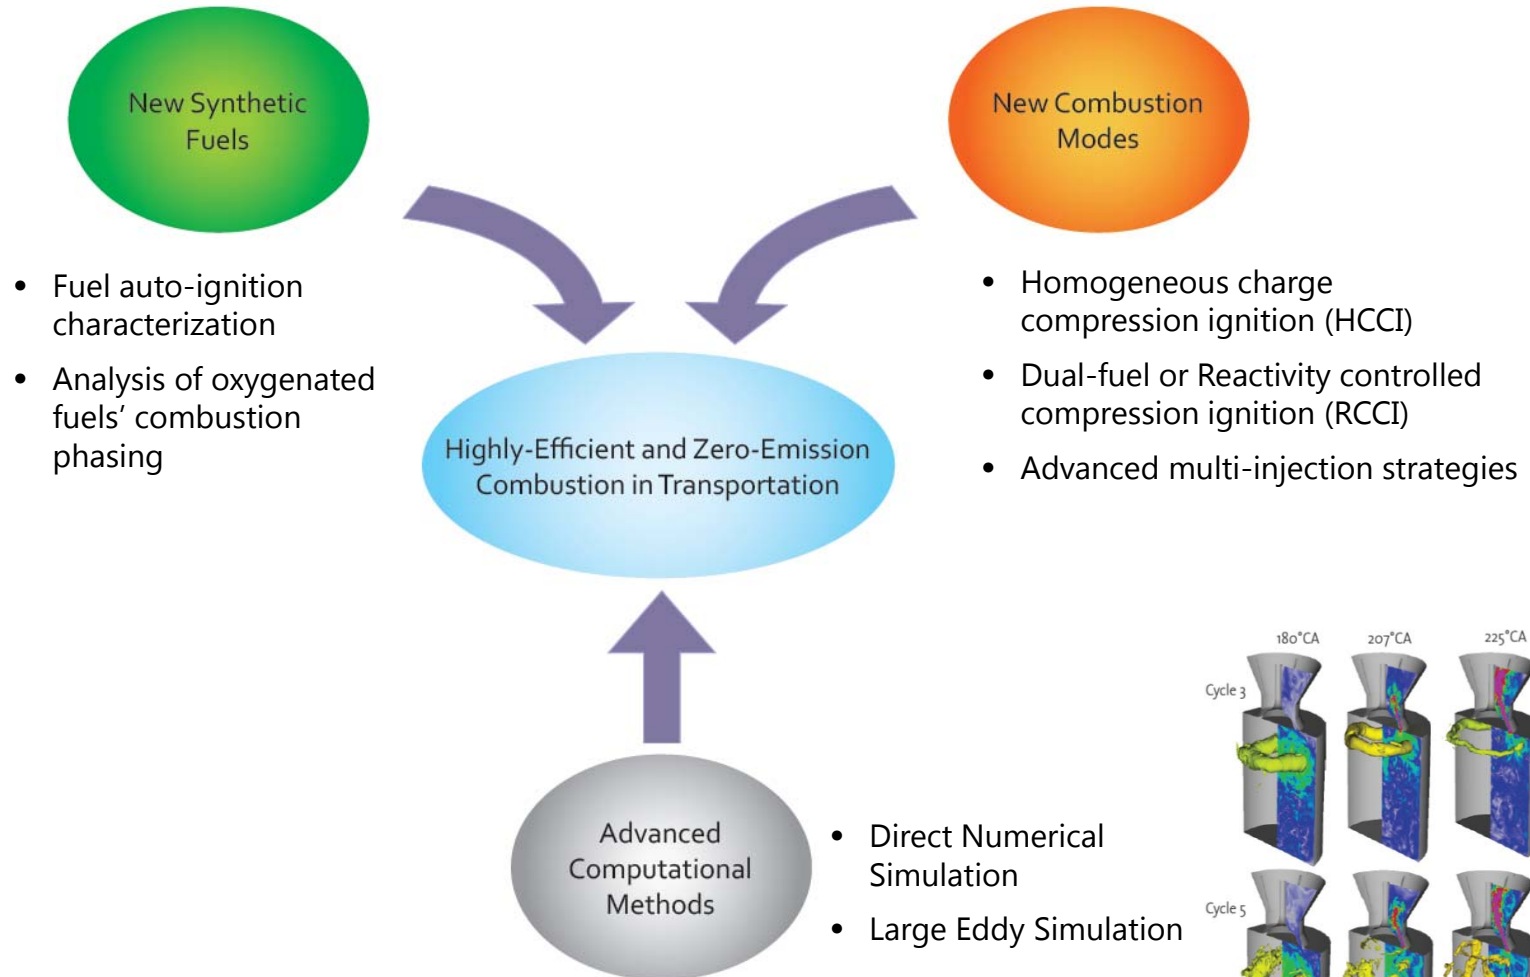 New Synthetic
Fuels
New Combustion
Modes
• Fuel auto-ignition
characterization
• Analysis of oxygenated
fuels’ combustion
phasing
• Homogeneous charge
compression ignition (HCCI)
• Dual-fuel or Reactivity controlled
compression ignition (RCCI)
• Advanced multi-injection strategies
Highly-Efficient and Zero-Emission
Combustion in Transportation
Advanced
Computational
Methods
• Direct Numerical
Simulation
• Large Eddy Simulation
180°CA
207°CA
225°CA
Cycle 3
Cycle 5